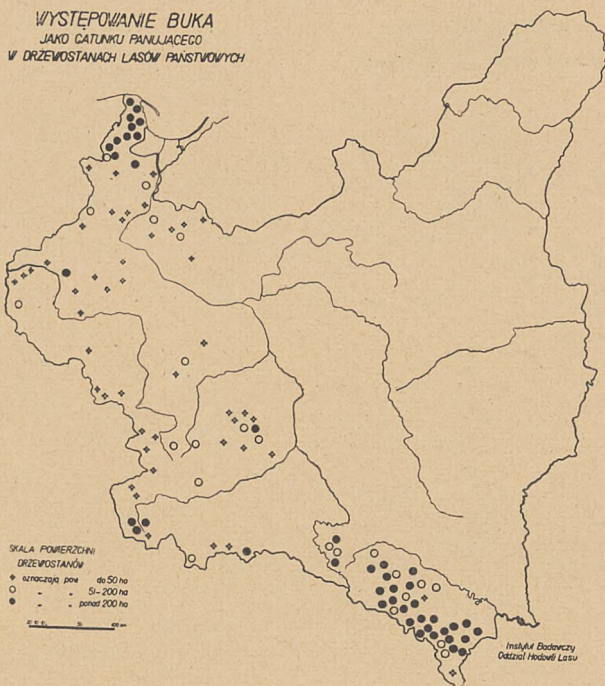 WYSTĘPOWANIE BUKA
JAKO GATUNKU PANUJĄCEGO
W DRZEWOSTANACH LASÓW PAŃSTWOWYCH
SKALA POWIERZCHNI
DRZEWOSTANÓW
oznaczają pow do 50 ha
" " 51-200 ha
" " ponad 200 ha
Instytut Badawczy
Oddział Hodowli Lasu